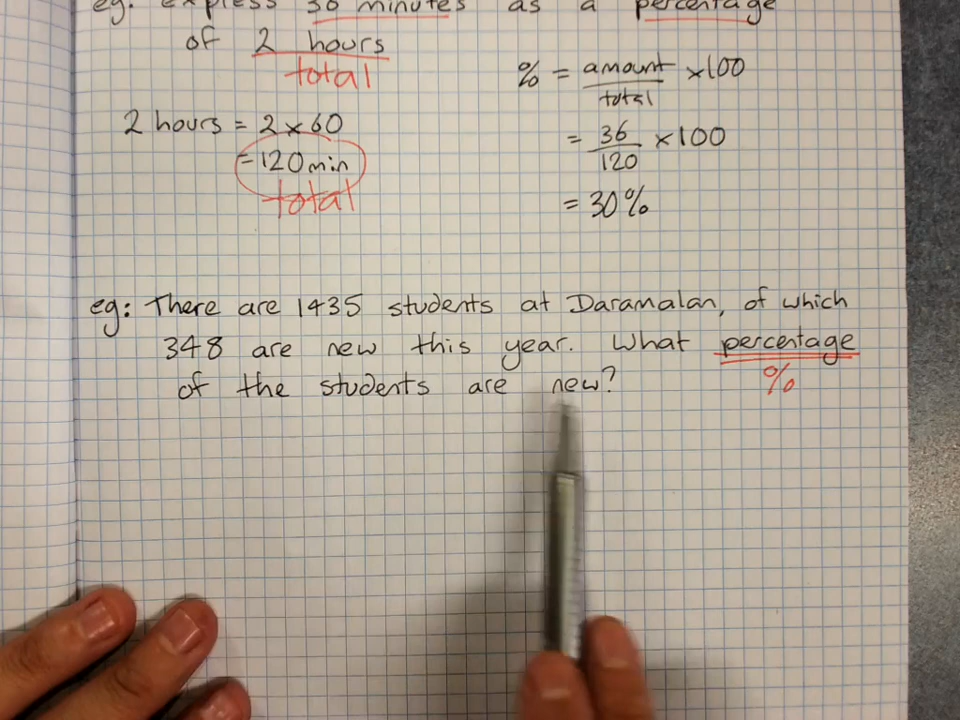 eg. express 36 minutes as a percentage
of 2 hours
total
2 hours = 2 x 60
= 120 min
total
% = amount/total x100
= 36/120 x100
= 30%
eg: There are 1435 students at Daramalan, of which
348 are new this year. What percentage
of the students are new?
%